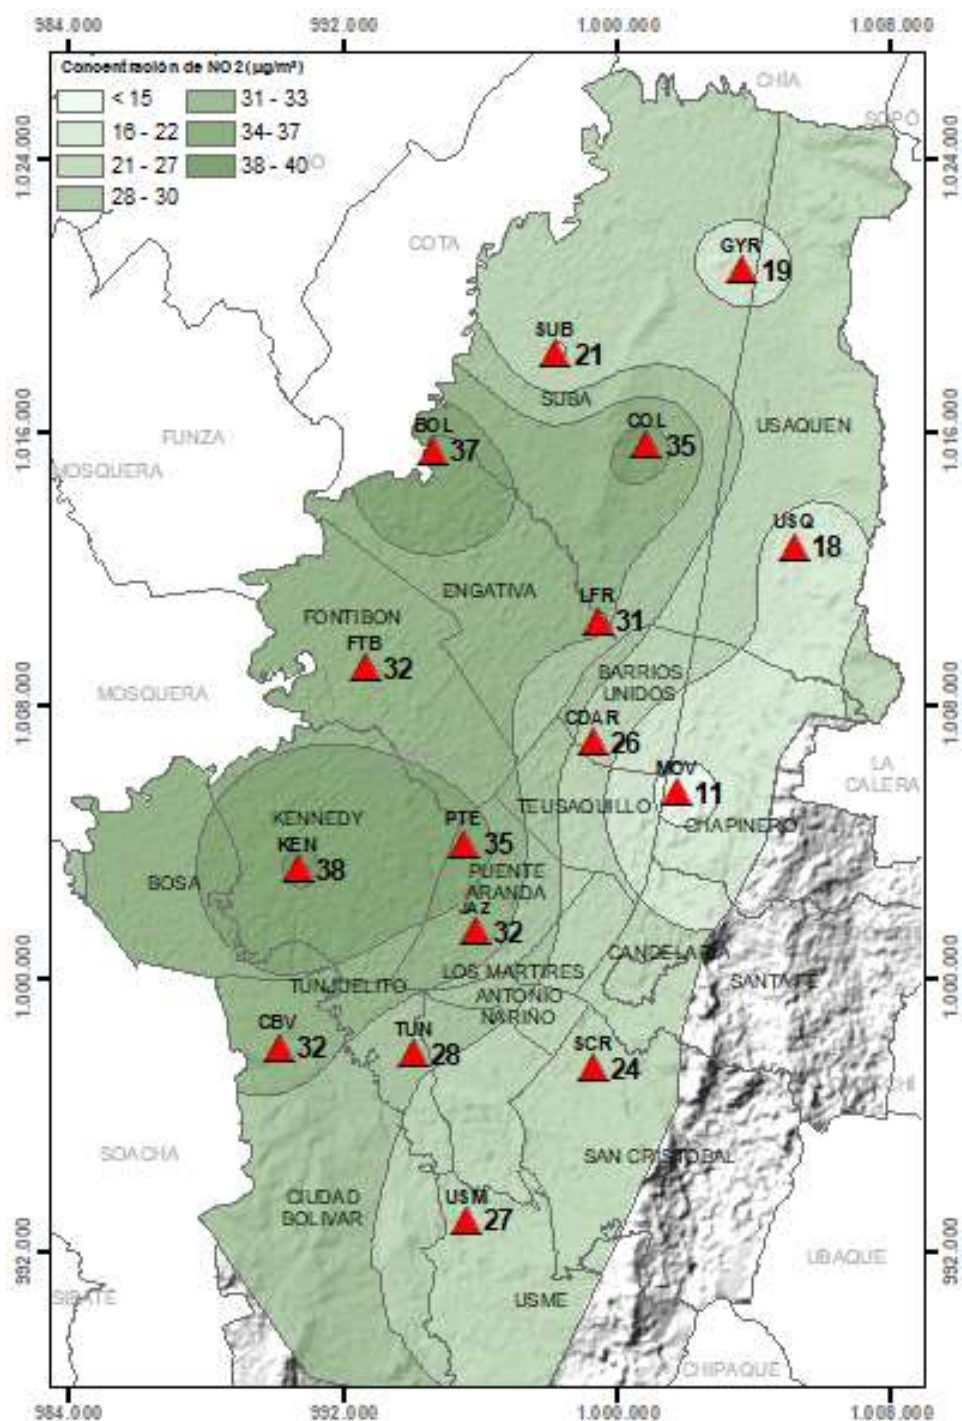 984.000 992.000 1.000.000 1.008.000
Concentración de NO2 (µg/m³)
< 15
16 - 22
21 - 27
28 - 30
31 - 33
34- 37
38 - 40
CHÍA
SOPÓ
1.024.000
1.024.000
COTA
GYR
19
SUB
21
SUBA
1.016.000
1.016.000
FUNZA
BOL
37
COL
35
USAQUEN
MOSQUERA
USQ
18
ENGATIVA
LFR
31
FONTIBON
FTB
32
BARRIOS
UNIDOS
MOSQUERA
1.008.000
1.008.000
CDAR
26
MOV
11
LA
CALERA
TEUSAQUILLO
CHAPINERO
KENNEDY
KEN
38
PTE
35
PUENTE
ARANDA
BOSA
JAZ
32
CANDELARIA
SANTA FE
1.000.000
1.000.000
TUNJUELITO
LOS MARTIRES
ANTONIO
NARIÑO
CBV
32
TUN
28
SCR
24
SOACHA
SAN CRISTOBAL
CIUDAD
BOLIVAR
USM
27
992.000
992.000
UBAQUE
SIBATÉ
USME
CHIPAQUE
984.000 992.000 1.000.000 1.008.000